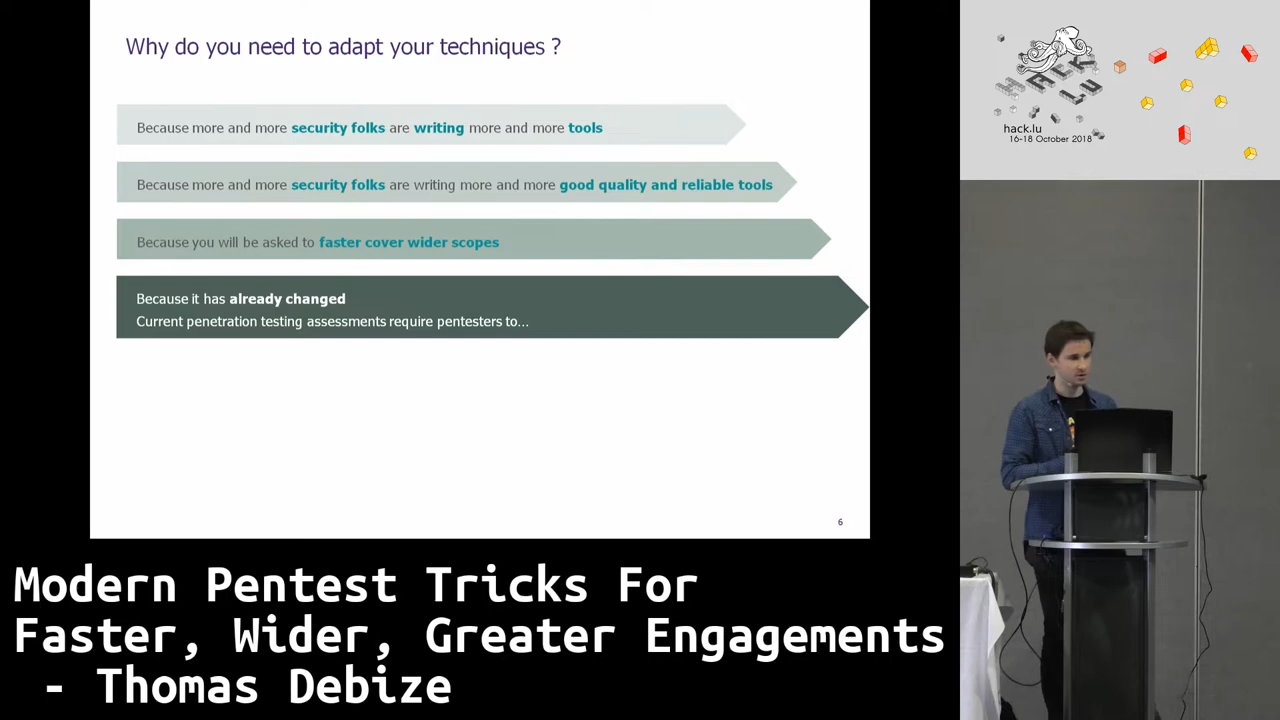 Why do you need to adapt your techniques ?
Because more and more security folks are writing more and more tools
Because more and more security folks are writing more and more good quality and reliable tools
Because you will be asked to faster cover wider scopes
Because it has already changed
Current penetration testing assessments require pentesters to...
6
HACK
LU
hack.lu
16-18 October 2018
Modern Pentest Tricks For
Faster, Wider, Greater Engagements
- Thomas Debize